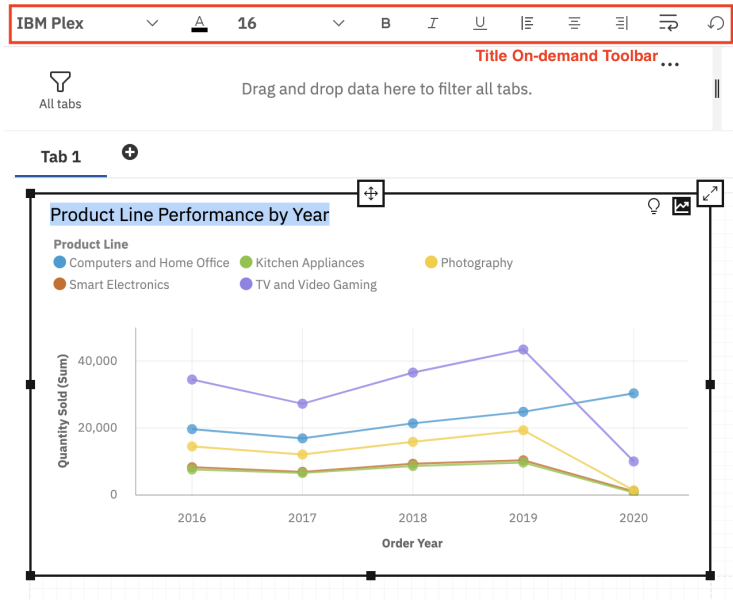 IBM Plex A 16 B I U
Title On-demand Toolbar
All tabs
Drag and drop data here to filter all tabs.
Tab 1
Product Line Performance by Year
Product Line
Computers and Home Office Kitchen Appliances Photography
Smart Electronics TV and Video Gaming
Quantity Sold (Sum)
40,000
20,000
0
2016 2017 2018 2019 2020
Order Year